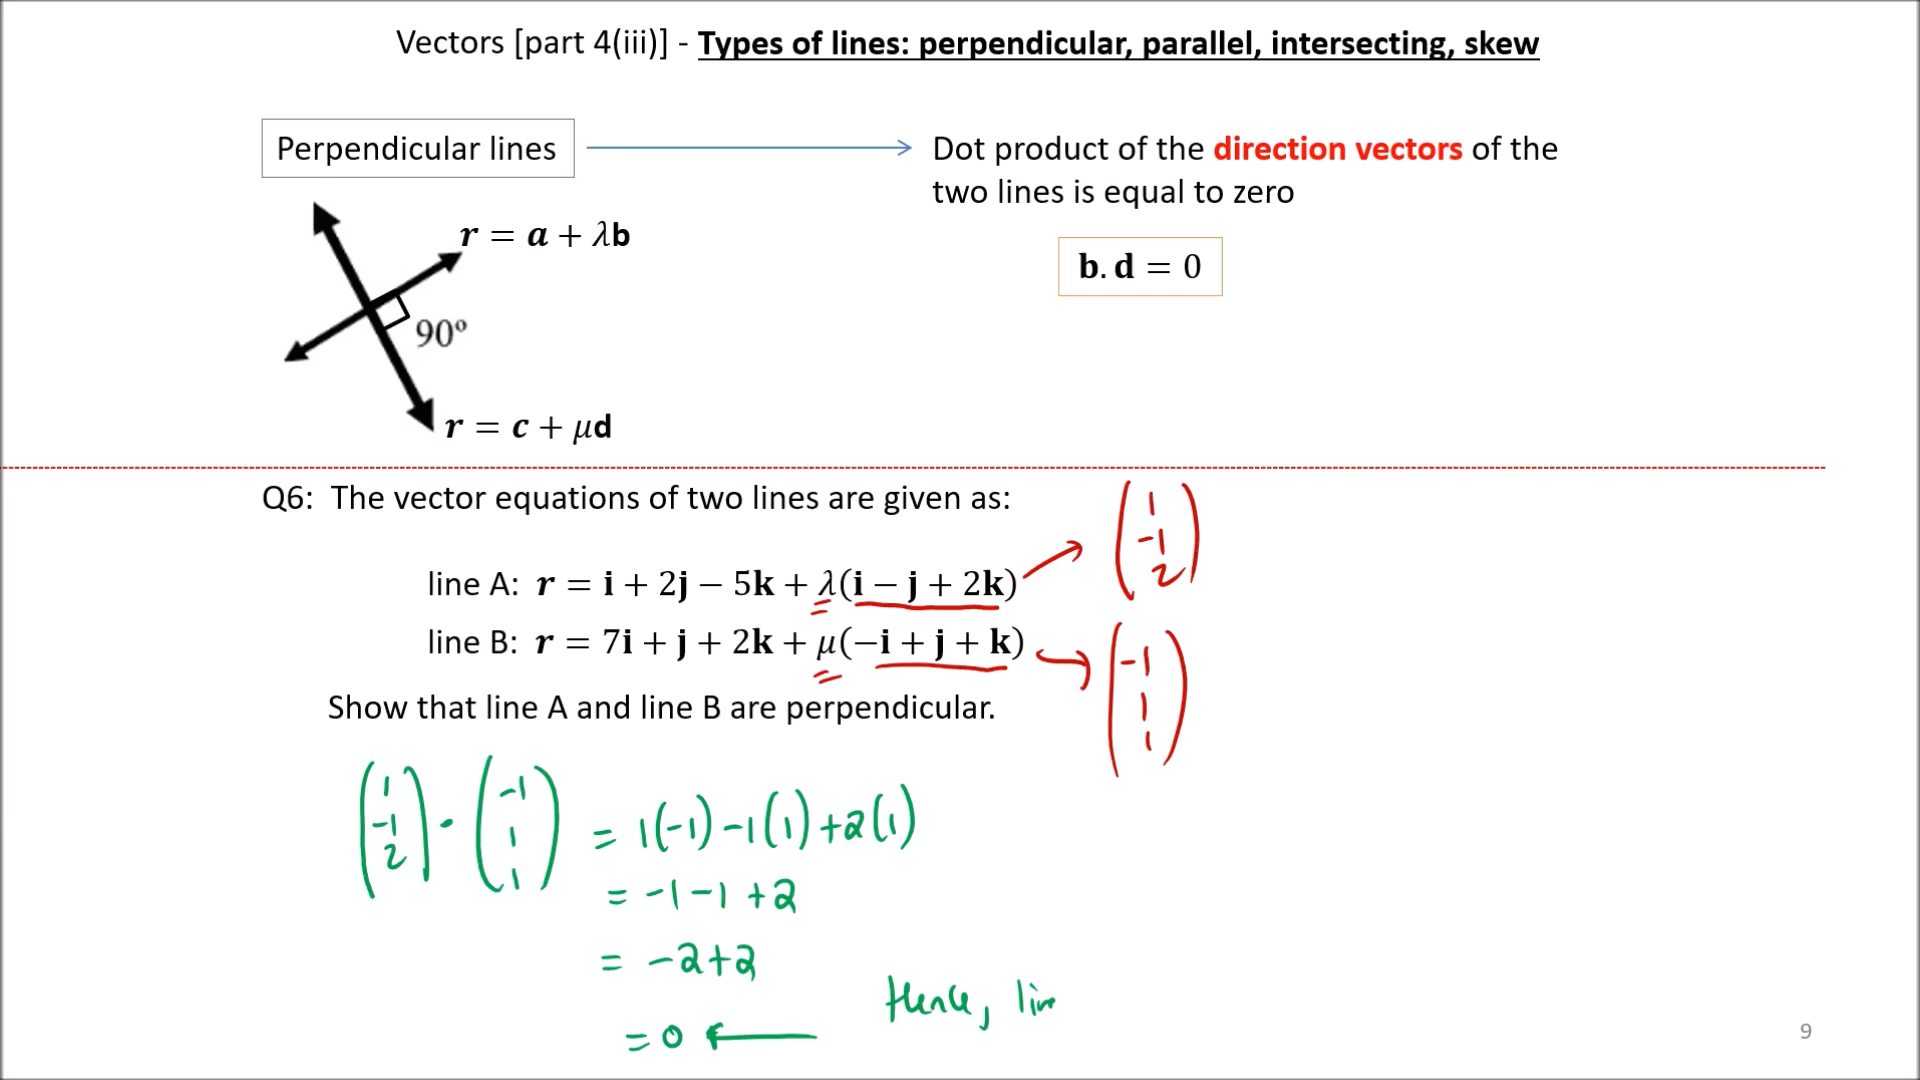 Vectors [part 4(iii)] - Types of lines: perpendicular, parallel, intersecting, skew
Perpendicular lines
Dot product of the direction vectors of the
two lines is equal to zero
r = a + λb
b. d = 0
90º
r = c + μd
Q6: The vector equations of two lines are given as:
line A: r = i + 2j − 5k + λ(i − j + 2k)
1
-1
2
line B: r = 7i + j + 2k + μ(−i + j + k)
-1
1
1
Show that line A and line B are perpendicular.
(1 -1 2) · (-1 1 1) = 1(-1) -1(1) +2(1)
= -1 -1 +2
= -2+2
= 0
Hence, lin
9